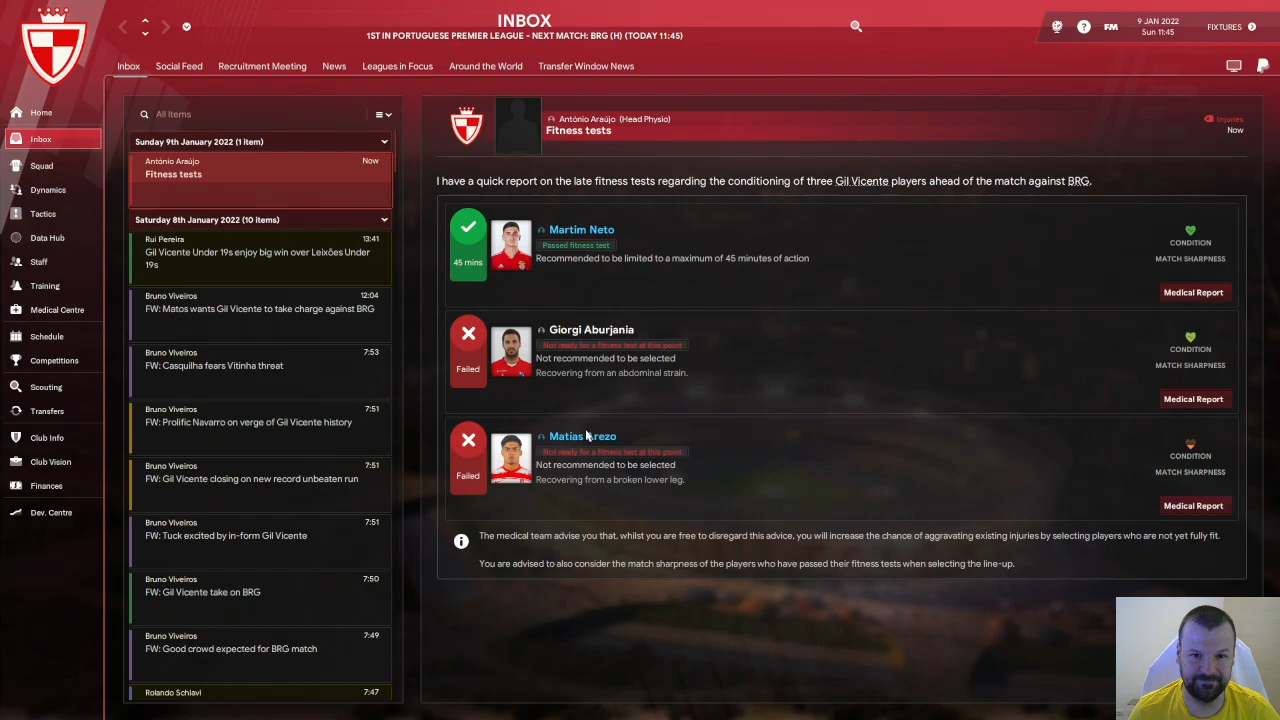 INBOX
1ST IN PORTUGUESE PREMIER LEAGUE - NEXT MATCH: BRG (H) (TODAY 11:45)
?
FM
9 JAN 2022
Sun 11:45
FIXTURES
Inbox
Social Feed
Recruitment Meeting
News
Leagues in Focus
Around the World
Transfer Window News
Home
Inbox
Squad
Dynamics
Tactics
Data Hub
Staff
Training
Medical Centre
Schedule
Competitions
Scouting
Transfers
Club Info
Club Vision
Finances
Dev. Centre
All Items
Sunday 9th January 2022 (1 item)
António Araújo Now
Fitness tests
Saturday 8th January 2022 (10 items)
Rui Pereira 13:41
Gil Vicente Under 19s enjoy big win over Leixões Under
19s
Bruno Viveiros 12:04
FW: Matos wants Gil Vicente to take charge against BRG
Bruno Viveiros 7:53
FW: Casquilha fears Vitinha threat
Bruno Viveiros 7:51
FW: Prolific Navarro on verge of Gil Vicente history
Bruno Viveiros 7:51
FW: Gil Vicente closing on new record unbeaten run
Bruno Viveiros 7:51
FW: Tuck excited by in-form Gil Vicente
Bruno Viveiros 7:50
FW: Gil Vicente take on BRG
Bruno Viveiros 7:49
FW: Good crowd expected for BRG match
Rolando Schiavi 7:47
António Araújo (Head Physio)
Fitness tests
Injuries
Now
I have a quick report on the late fitness tests regarding the conditioning of three Gil Vicente players ahead of the match against BRG.
45 mins
Martim Neto
Passed fitness test
Recommended to be limited to a maximum of 45 minutes of action
CONDITION
MATCH SHARPNESS
Medical Report
Failed
Giorgi Aburjania
Not ready for a fitness test at this point
Not recommended to be selected
Recovering from an abdominal strain.
CONDITION
MATCH SHARPNESS
Medical Report
Failed
Matías Arezo
Not ready for a fitness test at this point
Not recommended to be selected
Recovering from a broken lower leg.
CONDITION
MATCH SHARPNESS
Medical Report
The medical team advise you that, whilst you are free to disregard this advice, you will increase the chance of aggravating existing injuries by selecting players who are not yet fully fit.
You are advised to also consider the match sharpness of the players who have passed their fitness tests when selecting the line-up.